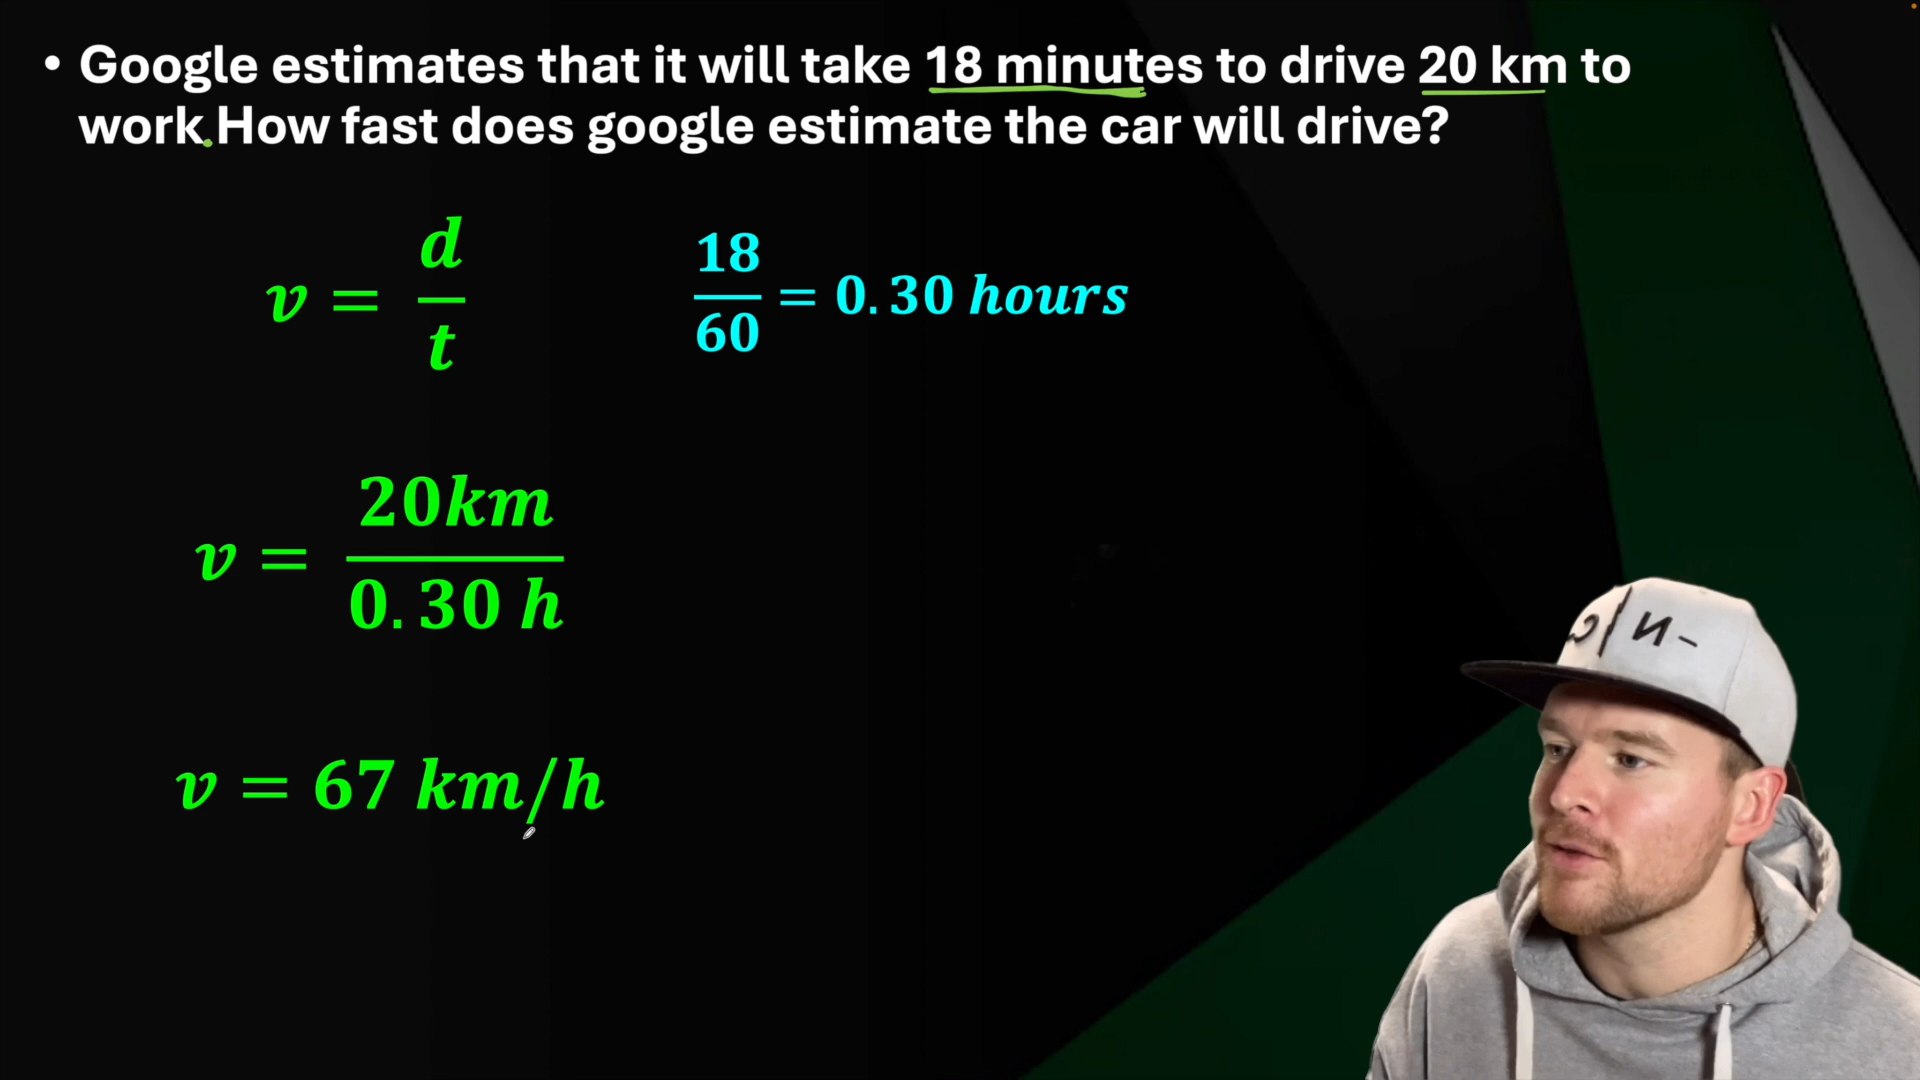 • Google estimates that it will take 18 minutes to drive 20 km to
work.How fast does google estimate the car will drive?
v = d/t
18/60 = 0.30 hours
v = 20km/0.30 h
v = 67 km/h